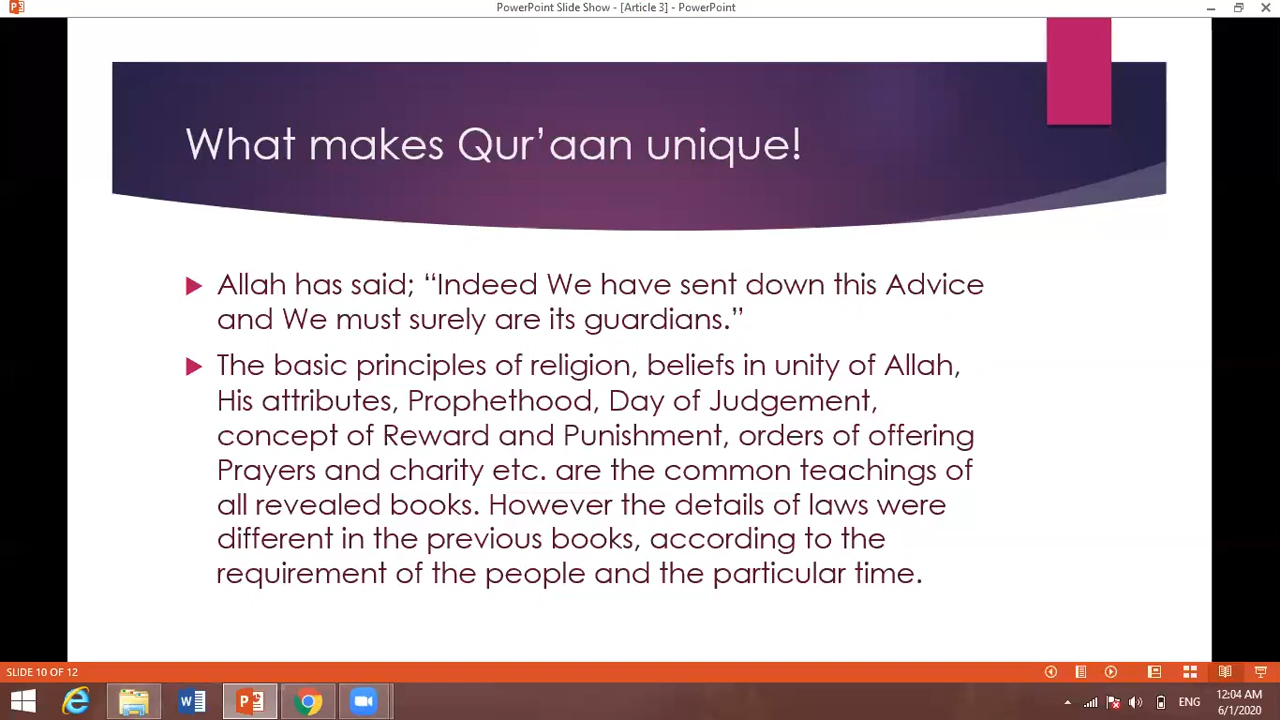 PowerPoint Slide Show - [Article 3] - PowerPoint
What makes Qur’aan unique!
Allah has said; “Indeed We have sent down this Advice
and We must surely are its guardians.”
The basic principles of religion, beliefs in unity of Allah,
His attributes, Prophethood, Day of Judgement,
concept of Reward and Punishment, orders of offering
Prayers and charity etc. are the common teachings of
all revealed books. However the details of laws were
different in the previous books, according to the
requirement of the people and the particular time.
SLIDE 10 OF 12
ENG
12:04 AM
6/1/2020